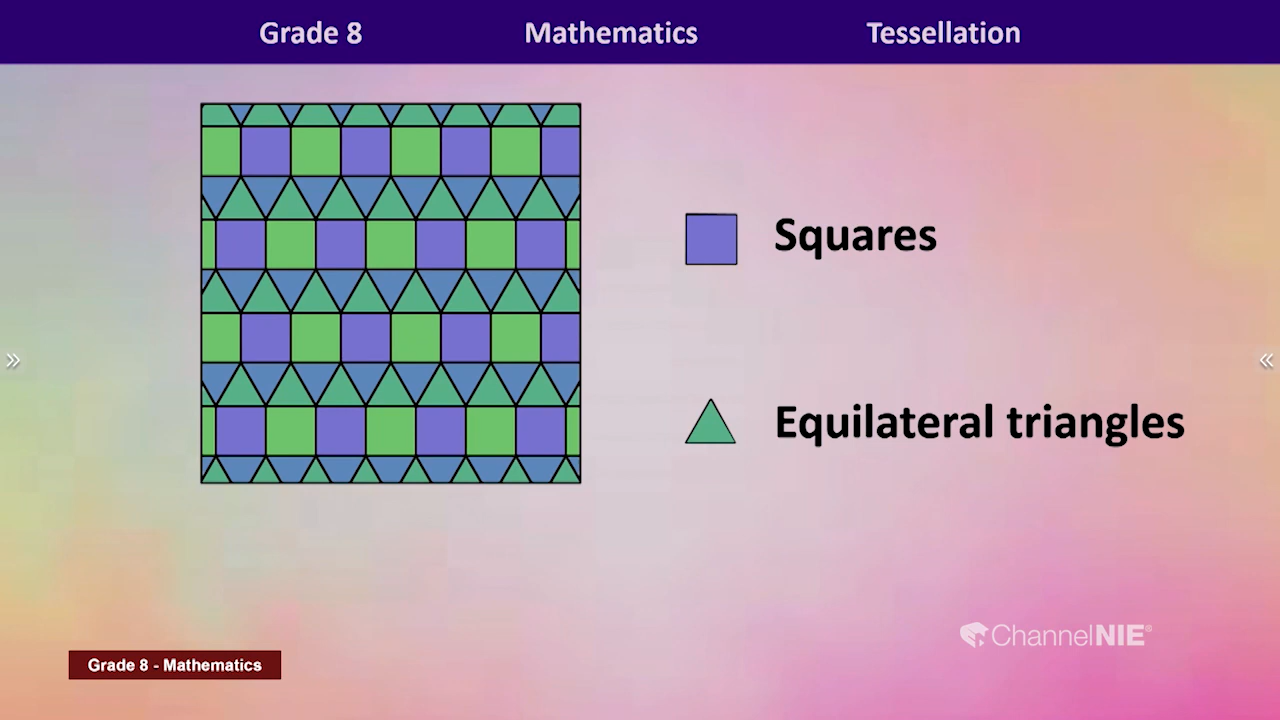 Grade 8 Mathematics Tessellation
Squares
Equilateral triangles
ChannelNIE®
Grade 8 - Mathematics